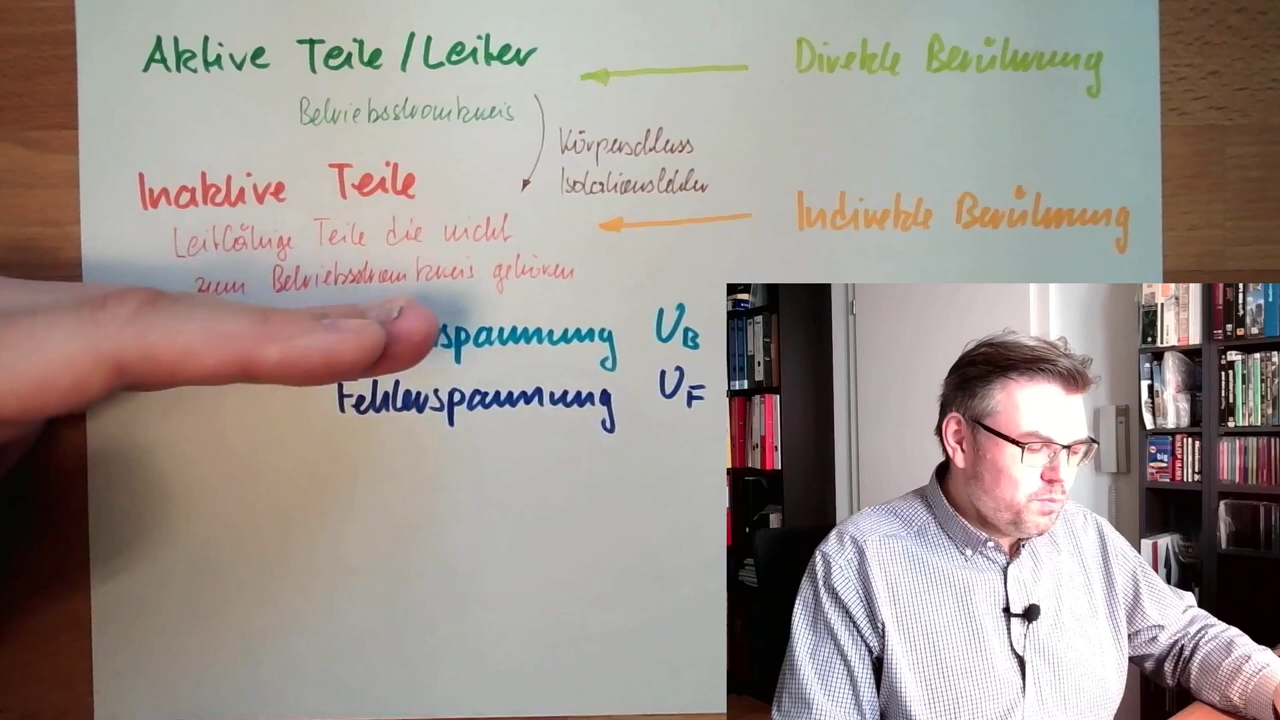 Aktive Teile / Leiter
Direkte Berührung
Betriebsstromkreis
Körperschluss
Isolationsfehler
Inaktive Teile
Indirekte Berührung
Leitfähige Teile die nicht
zum Betriebsstromkreis gehören
spannung U_B
Fehlerspannung U_F
big